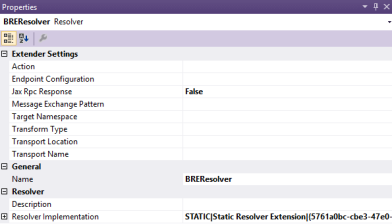 Properties
BREResolver Resolver
Extender Settings
Action
Endpoint Configuration
Jax Rpc Response False
Message Exchange Pattern
Target Namespace
Transform Type
Transport Location
Transport Name
General
Name BREResolver
Resolver
Description
Resolver Implementation STATIC|Static Resolver Extension|(5761a0bc-cbe3-47e0-